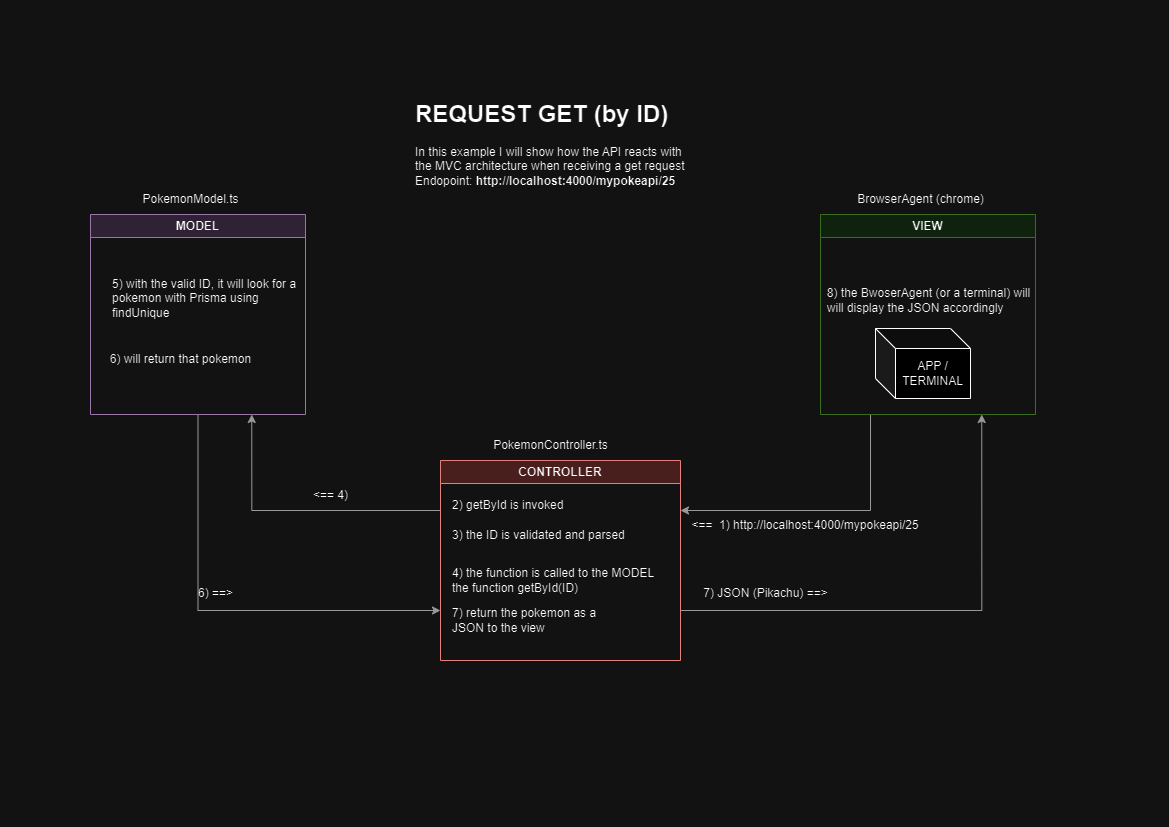 REQUEST GET (by ID)
In this example I will show how the API reacts with
the MVC architecture when receiving a get request
Endopoint: http://localhost:4000/mypokeapi/25
PokemonModel.ts
MODEL
5) with the valid ID, it will look for a
pokemon with Prisma using
findUnique
6) will return that pokemon
BrowserAgent (chrome)
VIEW
8) the BwoserAgent (or a terminal) will
will display the JSON accordingly
APP /
TERMINAL
PokemonController.ts
CONTROLLER
2) getById is invoked
3) the ID is validated and parsed
4) the function is called to the MODEL
the function getById(ID)
7) return the pokemon as a
JSON to the view
<== 4)
<== 1) http://localhost:4000/mypokeapi/25
6) ==>
7) JSON (Pikachu) ==>